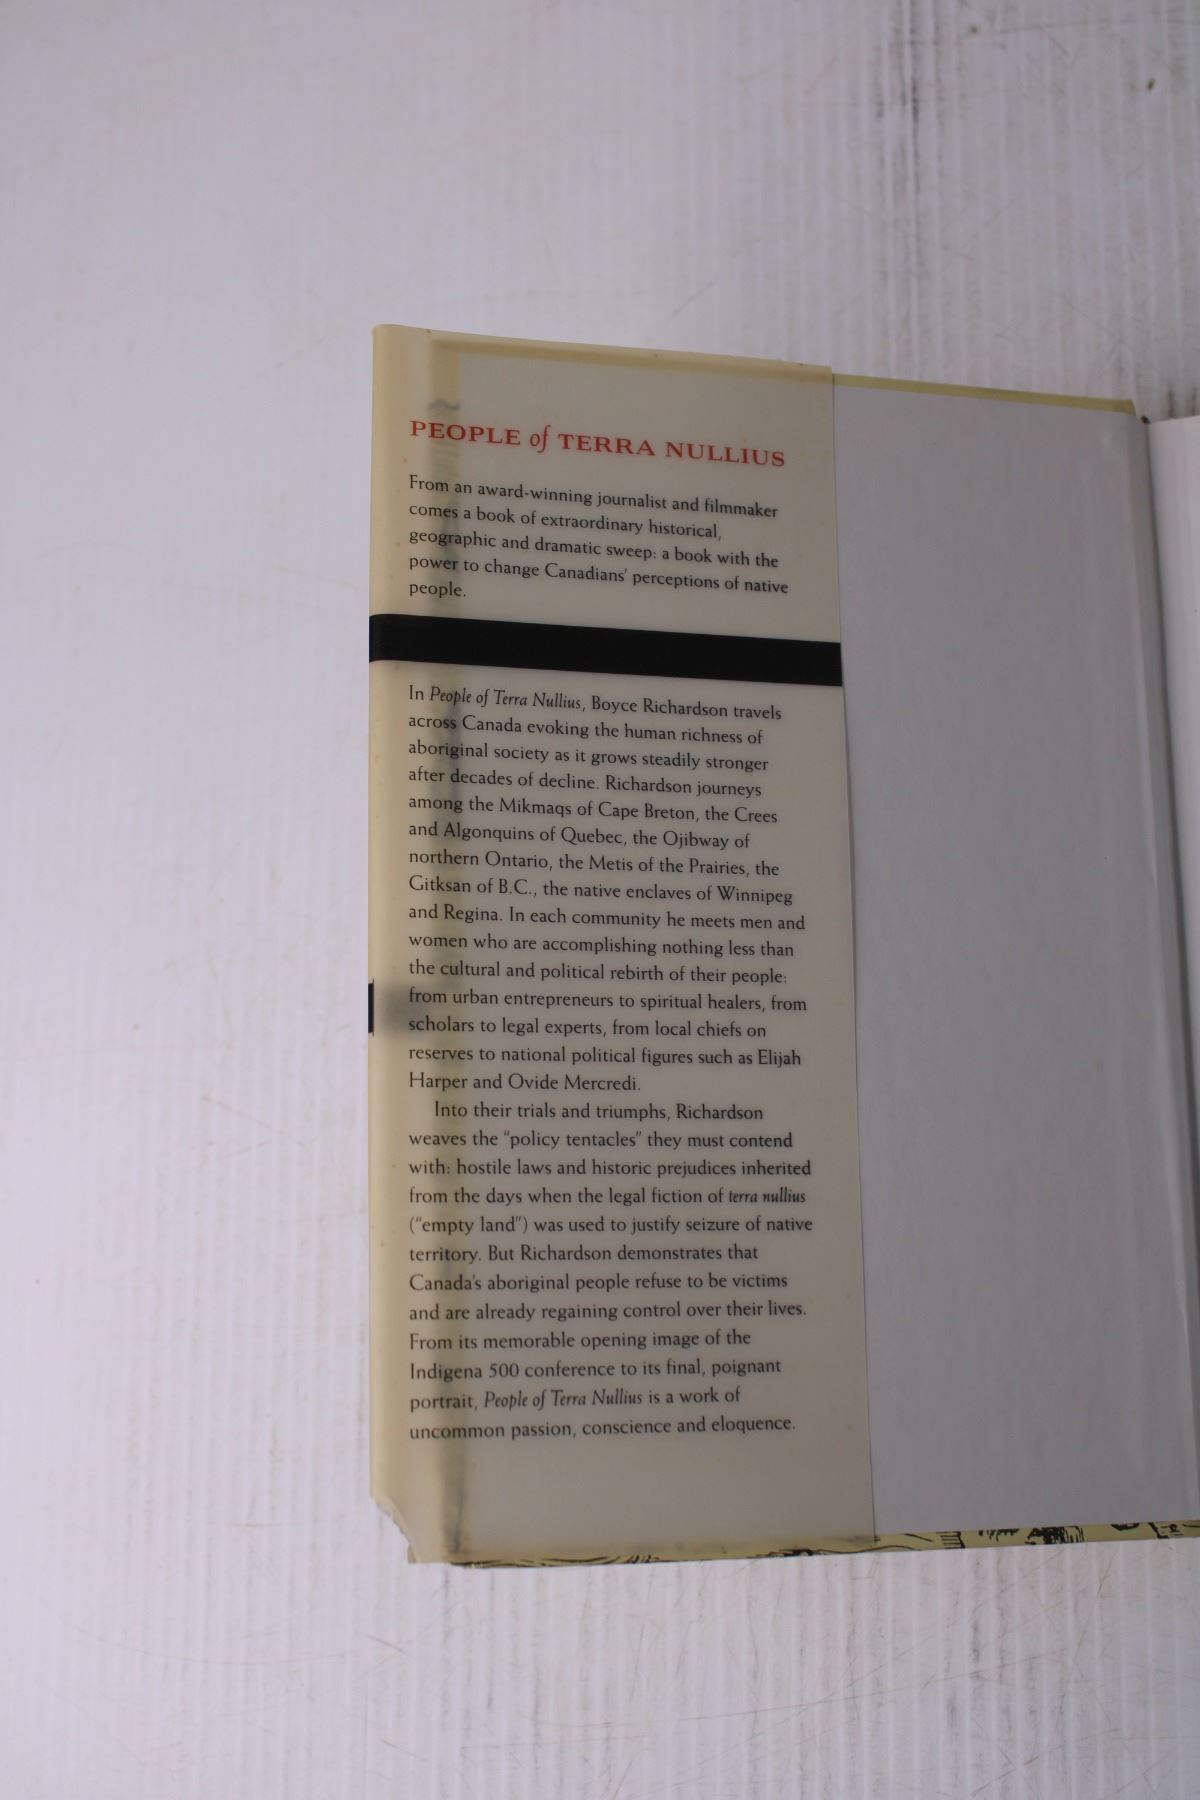 PEOPLE of TERRA NULLIUS
From an award-winning journalist and filmmaker
comes a book of extraordinary historical,
geographic and dramatic sweep: a book with the
power to change Canadians' perceptions of native
people.
In People of Terra Nullius, Boyce Richardson travels
across Canada evoking the human richness of
aboriginal society as it grows steadily stronger
after decades of decline. Richardson journeys
among the Mikmaqs of Cape Breton, the Crees
and Algonquins of Quebec, the Ojibway of
northern Ontario, the Metis of the Prairies, the
Gitksan of B.C., the native enclaves of Winnipeg
and Regina. In each community he meets men and
women who are accomplishing nothing less than
the cultural and political rebirth of their people:
from urban entrepreneurs to spiritual healers, from
scholars to legal experts, from local chiefs on
reserves to national political figures such as Elijah
Harper and Ovide Mercredi.
Into their trials and triumphs, Richardson
weaves the “policy tentacles” they must contend
with: hostile laws and historic prejudices inherited
from the days when the legal fiction of terra nullius
(“empty land”) was used to justify seizure of native
territory. But Richardson demonstrates that
Canada's aboriginal people refuse to be victims
and are already regaining control over their lives.
From its memorable opening image of the
Indigena 500 conference to its final, poignant
portrait, People of Terra Nullius is a work of
uncommon passion, conscience and eloquence.